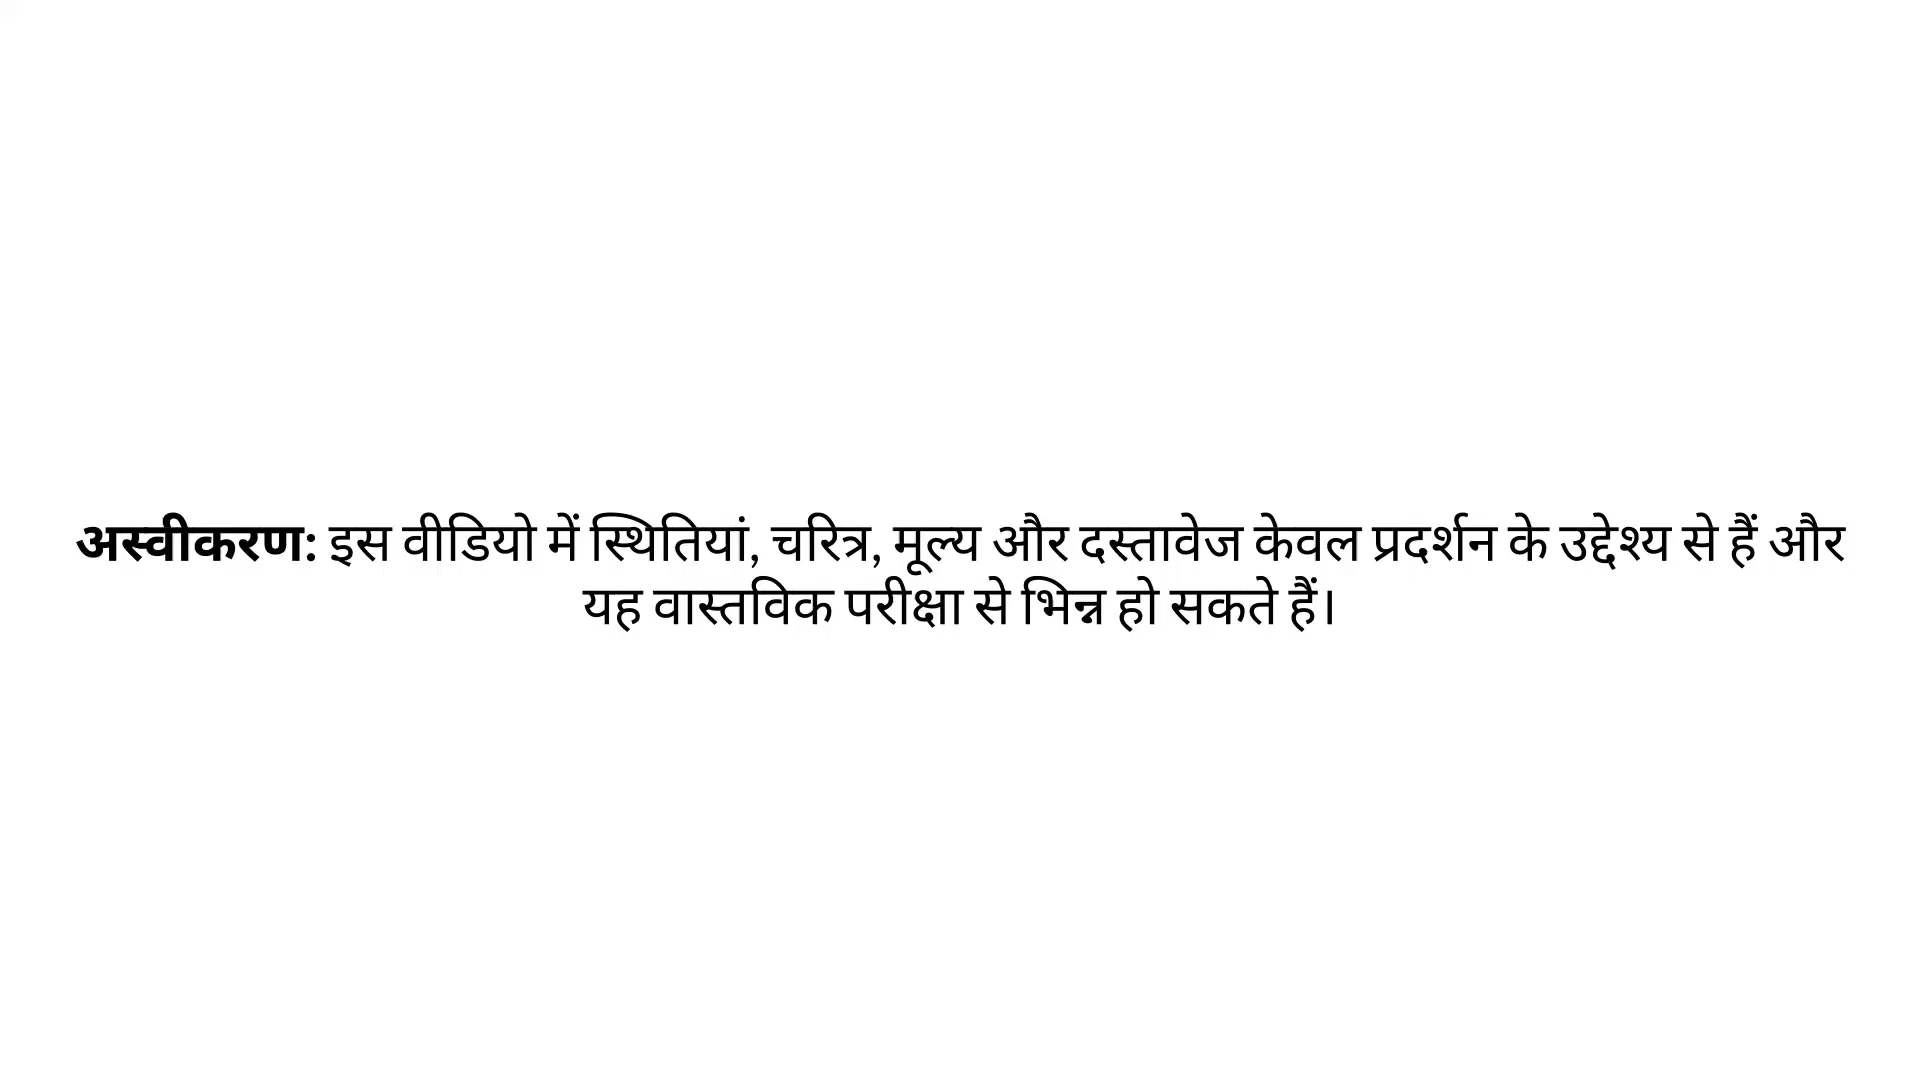 अस्वीकरण: इस वीडियो में स्थितियां, चरित्र, मूल्य और दस्तावेज केवल प्रदर्शन के उद्देश्य से हैं और
यह वास्तविक परीक्षा से भिन्न हो सकते हैं।